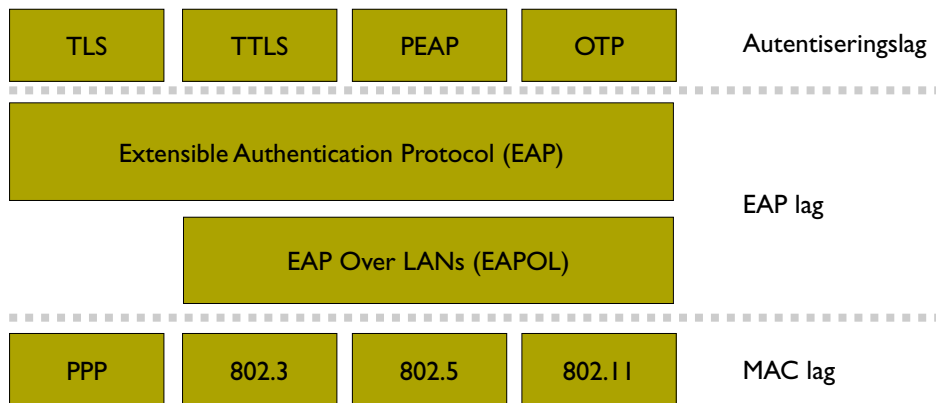 TLS TTLS PEAP OTP Autentiseringslag
Extensible Authentication Protocol (EAP)
EAP lag
EAP Over LANs (EAPOL)
PPP 802.3 802.5 802.11 MAC lag